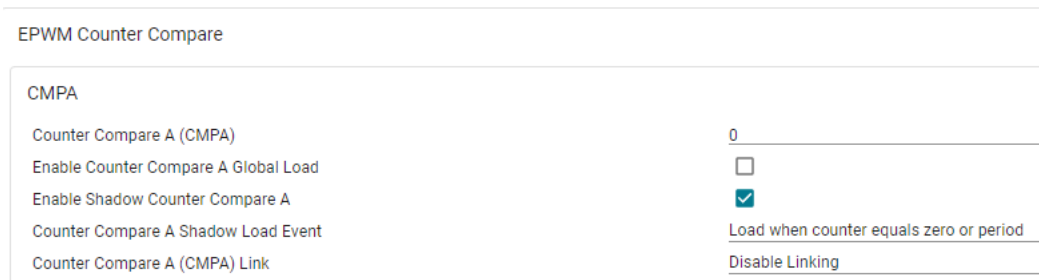 EPWM Counter Compare
CMPA
Counter Compare A (CMPA) 0
Enable Counter Compare A Global Load
Enable Shadow Counter Compare A
Counter Compare A Shadow Load Event Load when counter equals zero or period
Counter Compare A (CMPA) Link Disable Linking